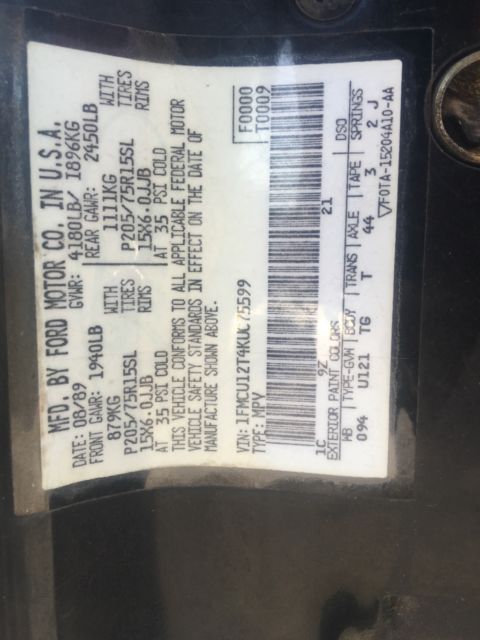 MFD. BY FORD MOTOR CO. IN U.S.A.
DATE: 08/89 GVWR: 4180LB/ 1896KG
FRONT GAWR: 1940LB REAR GAWR: 2450LB
879KG WITH 1111KG WITH
P205/75R15SL TIRES P205/75R15SL TIRES
15X6.0JJB RIMS 15X6.0JJB RIMS
AT 35 PSI COLD AT 35 PSI COLD
THIS VEHICLE CONFORMS TO ALL APPLICABLE FEDERAL MOTOR
VEHICLE SAFETY STANDARDS IN EFFECT ON THE DATE OF
MANUFACTURE SHOWN ABOVE.
VIN: F0000
TYPE: MPV T0009
1C 9Z 21
EXTERIOR PAINT COLORS DSO
WB TYPE-GVW BODY TRANS AXLE TAPE SPRINGS
094 U121 TG T 44 3 2 J
F0TA-15204A10-AA